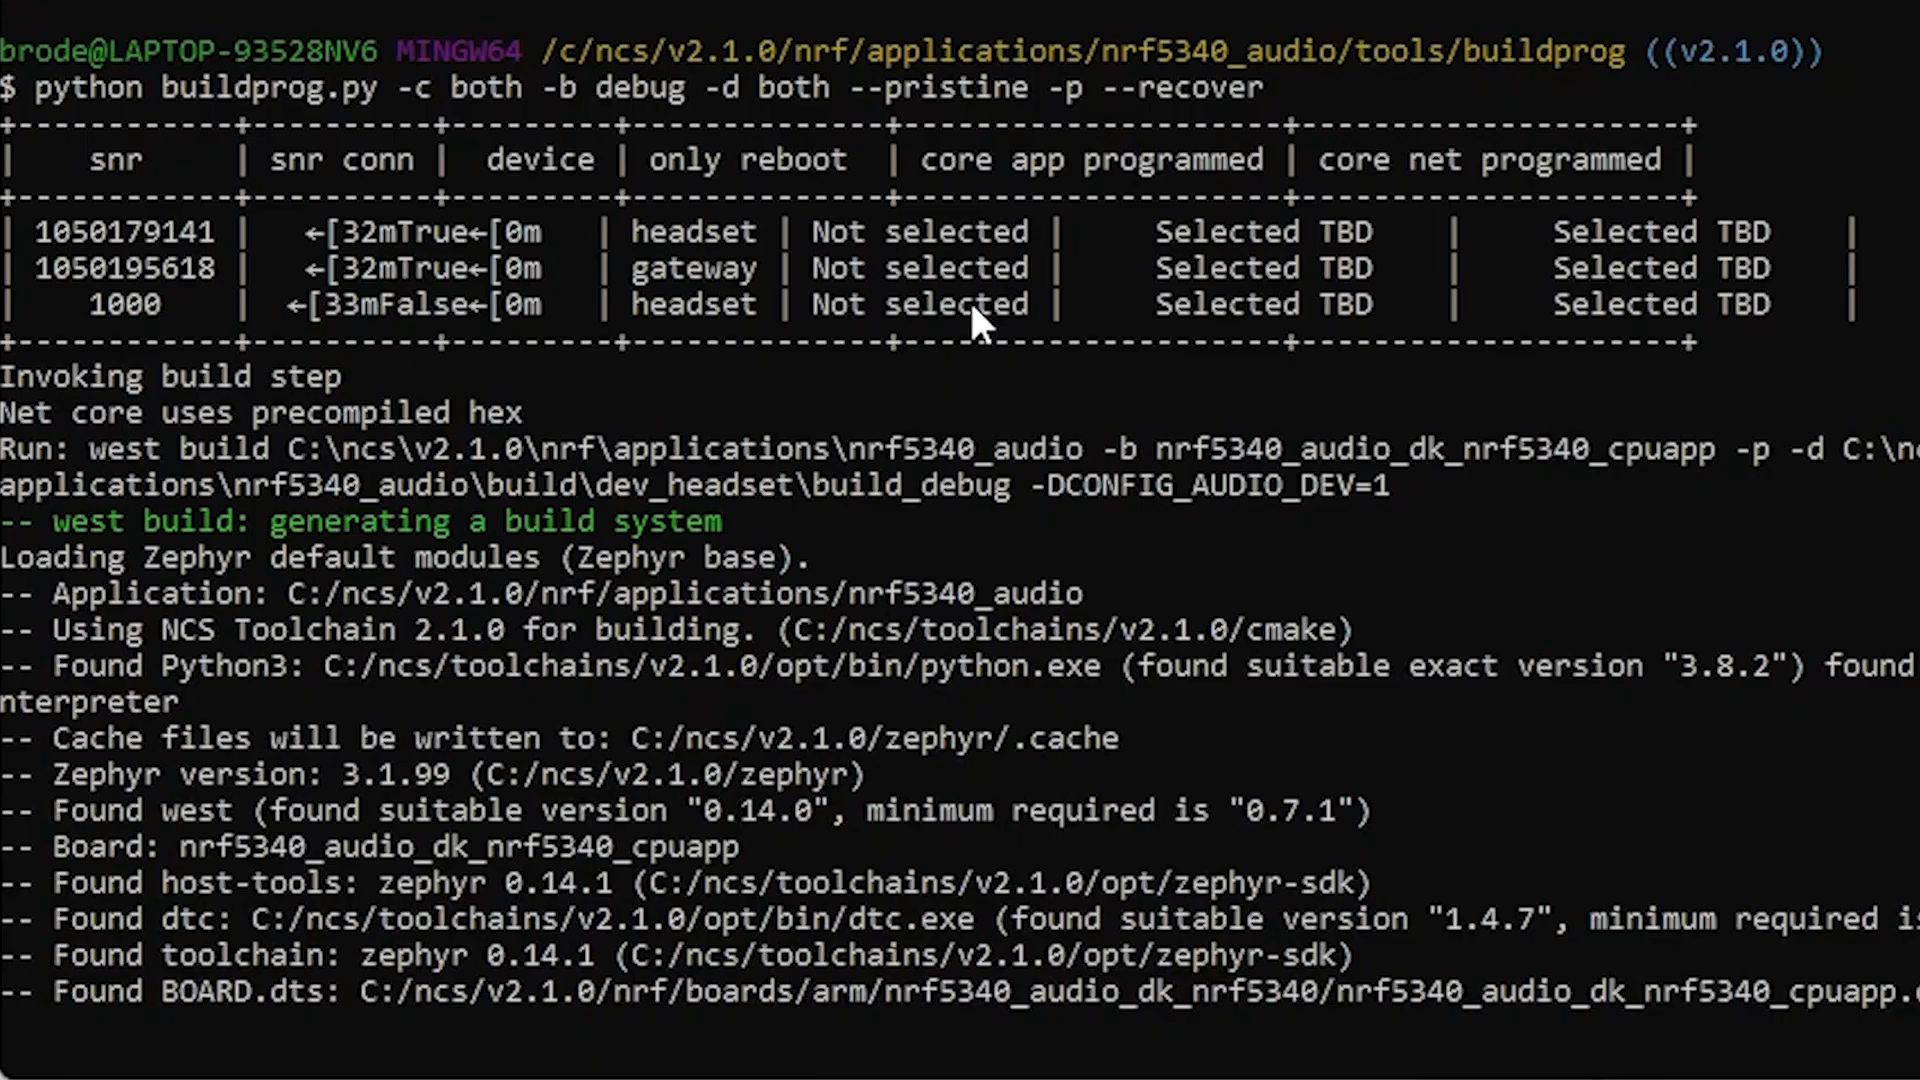 brode@LAPTOP-93528NV6 MINGW64 /c/ncs/v2.1.0/nrf/applications/nrf5340_audio/tools/buildprog ((v2.1.0))
$ python buildprog.py -c both -b debug -d both --pristine -p --recover
+------------+----------+---------+--------------+---------------------+---------------------+
| snr | snr conn | device | only reboot | core app programmed | core net programmed |
+------------+----------+---------+--------------+---------------------+---------------------+
| 1050179141 | ←[32mTrue←[0m | headset | Not selected | Selected TBD | Selected TBD |
| 1050195618 | ←[32mTrue←[0m | gateway | Not selected | Selected TBD | Selected TBD |
| 1000 | ←[33mFalse←[0m | headset | Not selected | Selected TBD | Selected TBD |
+------------+----------+---------+--------------+---------------------+---------------------+
Invoking build step
Net core uses precompiled hex
Run: west build C:\ncs\v2.1.0\nrf\applications\nrf5340_audio -b nrf5340_audio_dk_nrf5340_cpuapp -p -d C:\nc
applications\nrf5340_audio\build\dev_headset\build_debug -DCONFIG_AUDIO_DEV=1
-- west build: generating a build system
Loading Zephyr default modules (Zephyr base).
-- Application: C:/ncs/v2.1.0/nrf/applications/nrf5340_audio
-- Using NCS Toolchain 2.1.0 for building. (C:/ncs/toolchains/v2.1.0/cmake)
-- Found Python3: C:/ncs/toolchains/v2.1.0/opt/bin/python.exe (found suitable exact version "3.8.2") found
nterpreter
-- Cache files will be written to: C:/ncs/v2.1.0/zephyr/.cache
-- Zephyr version: 3.1.99 (C:/ncs/v2.1.0/zephyr)
-- Found west (found suitable version "0.14.0", minimum required is "0.7.1")
-- Board: nrf5340_audio_dk_nrf5340_cpuapp
-- Found host-tools: zephyr 0.14.1 (C:/ncs/toolchains/v2.1.0/opt/zephyr-sdk)
-- Found dtc: C:/ncs/toolchains/v2.1.0/opt/bin/dtc.exe (found suitable version "1.4.7", minimum required is
-- Found toolchain: zephyr 0.14.1 (C:/ncs/toolchains/v2.1.0/opt/zephyr-sdk)
-- Found BOARD.dts: C:/ncs/v2.1.0/nrf/boards/arm/nrf5340_audio_dk_nrf5340/nrf5340_audio_dk_nrf5340_cpuapp.